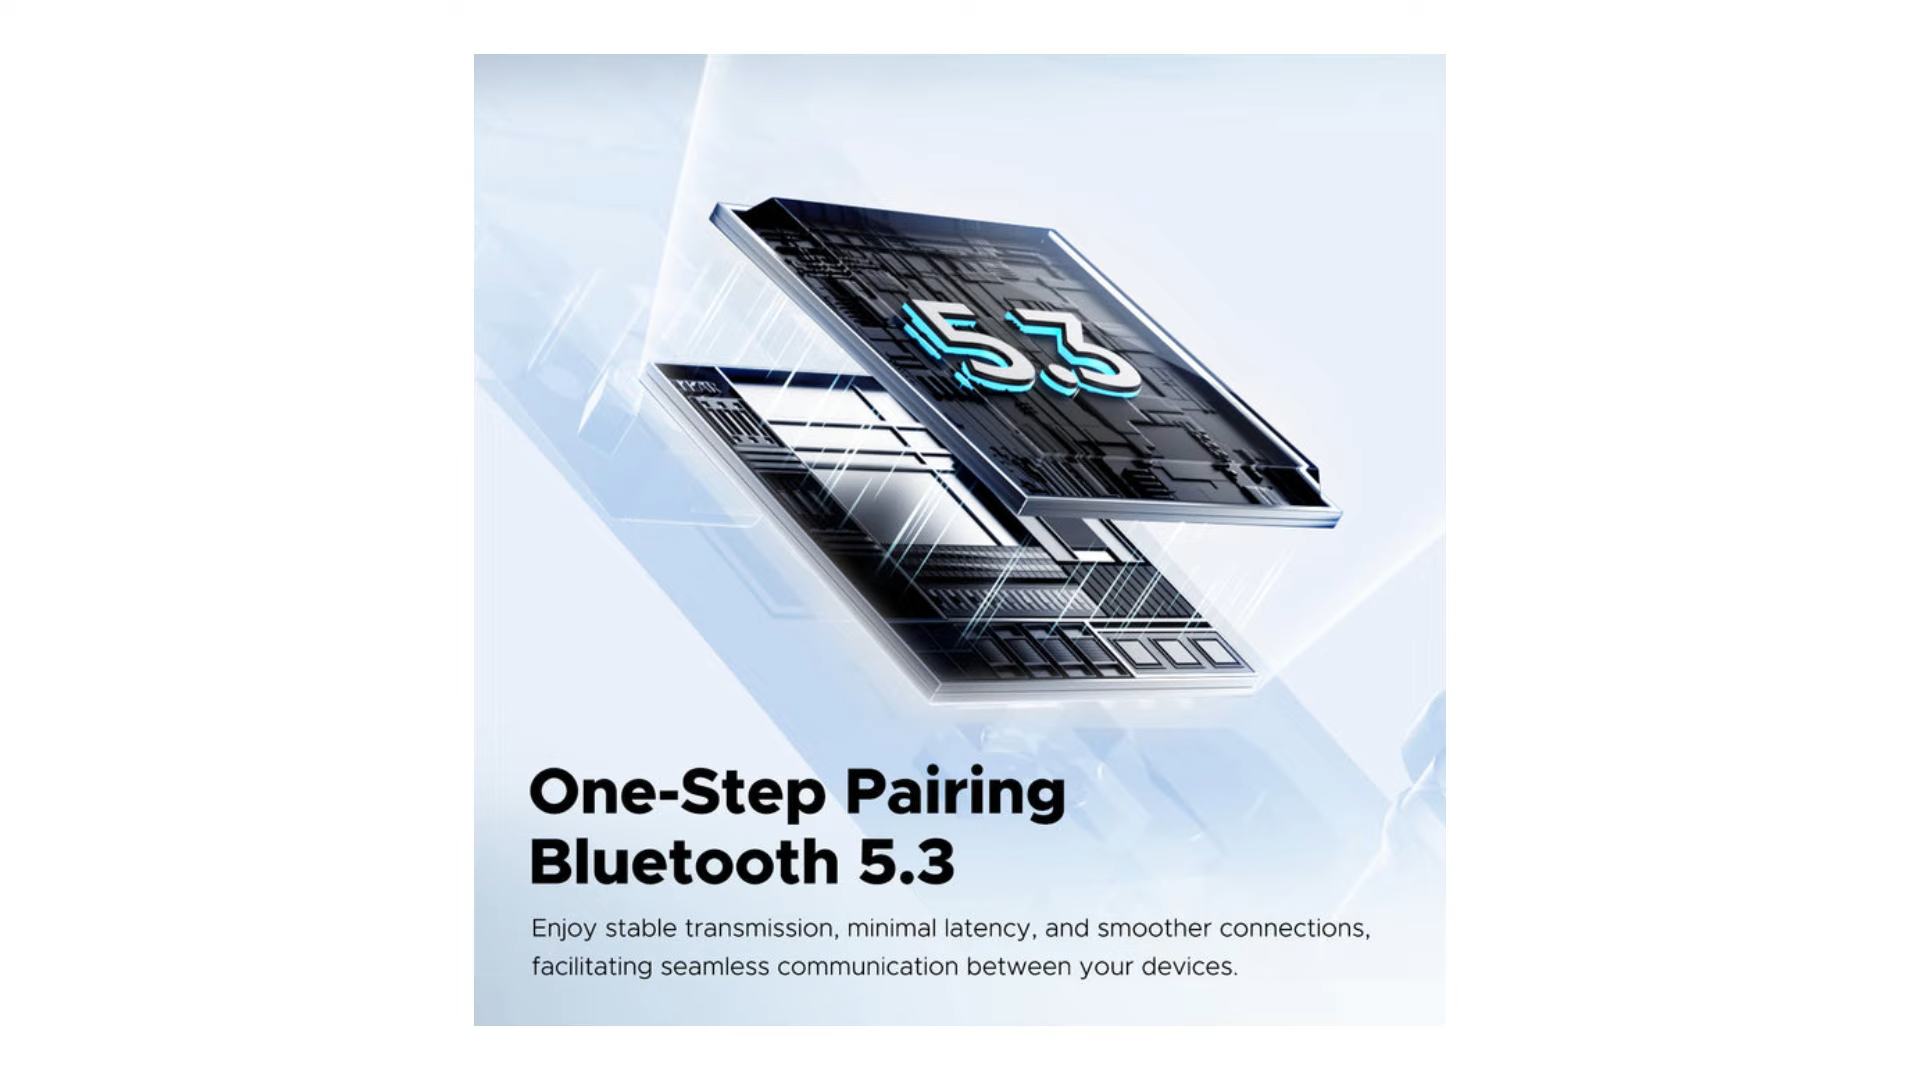 5.3
One-Step Pairing
Bluetooth 5.3
Enjoy stable transmission, minimal latency, and smoother connections,
facilitating seamless communication between your devices.